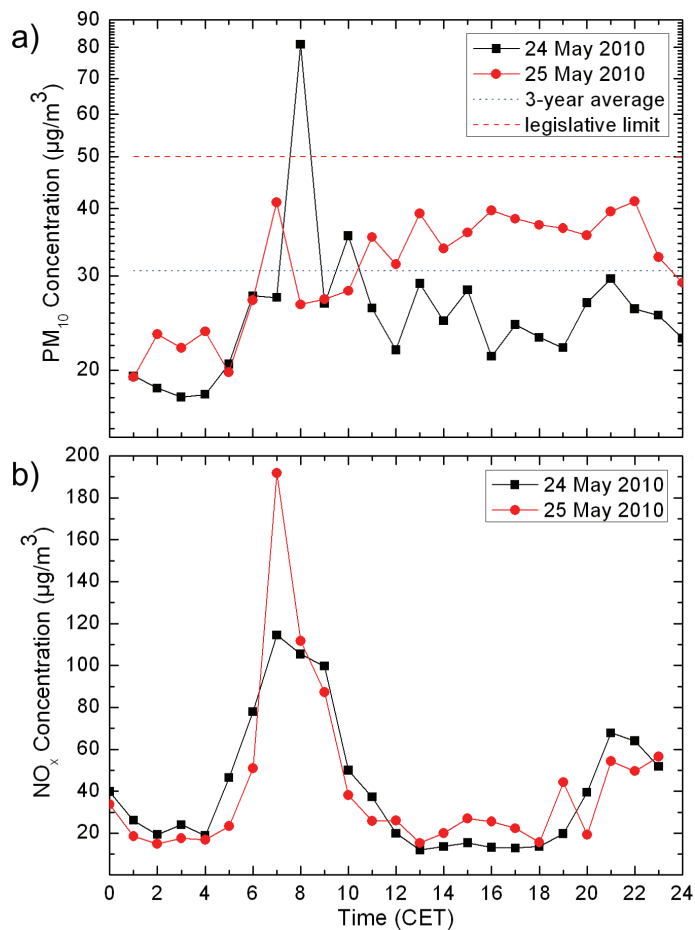 a)
90
80
70
60
50
40
30
20
PM10 Concentration (µg/m³)
24 May 2010
25 May 2010
3-year average
legislative limit
b)
200
180
160
140
120
100
80
60
40
20
0
NOx Concentration (µg/m³)
24 May 2010
25 May 2010
0 2 4 6 8 10 12 14 16 18 20 22 24
Time (CET)